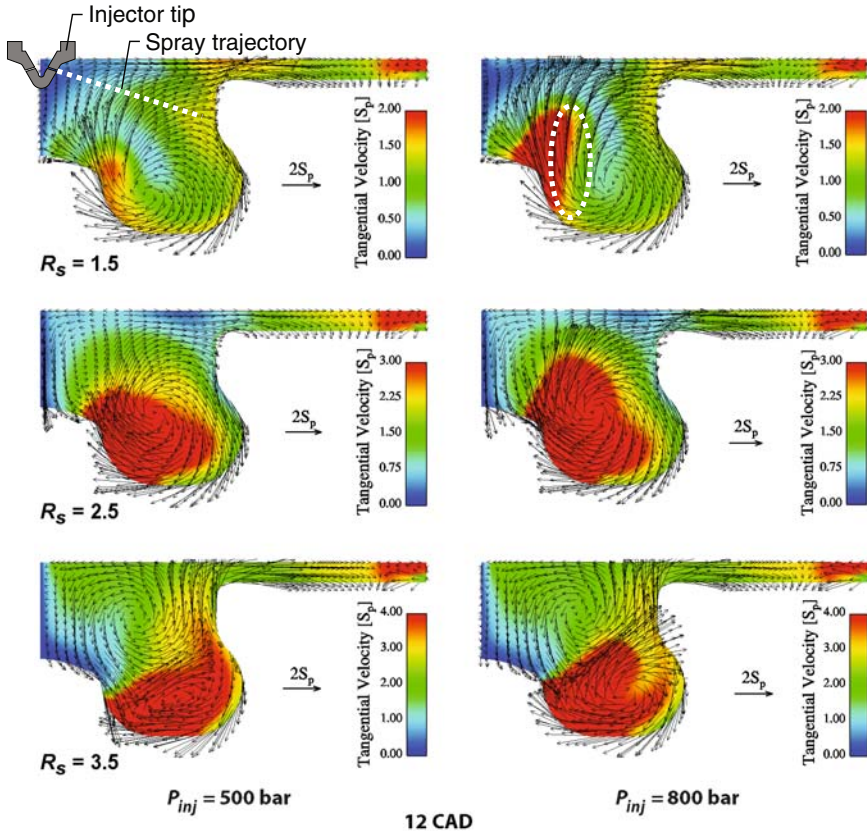 Injector tip
Spray trajectory
Tangential Velocity [Sp]
2.00
1.50
1.00
0.50
0.00
2Sp
Rs = 1.5
Tangential Velocity [Sp]
2.00
1.50
1.00
0.50
0.00
2Sp
Tangential Velocity [Sp]
3.00
2.25
1.50
0.75
0.00
2Sp
Rs = 2.5
Tangential Velocity [Sp]
3.00
2.25
1.50
0.75
0.00
2Sp
Tangential Velocity [Sp]
4.00
3.00
2.00
1.00
0.00
2Sp
Rs = 3.5
Tangential Velocity [Sp]
4.00
3.00
2.00
1.00
0.00
2Sp
Pinj = 500 bar
Pinj = 800 bar
12 CAD